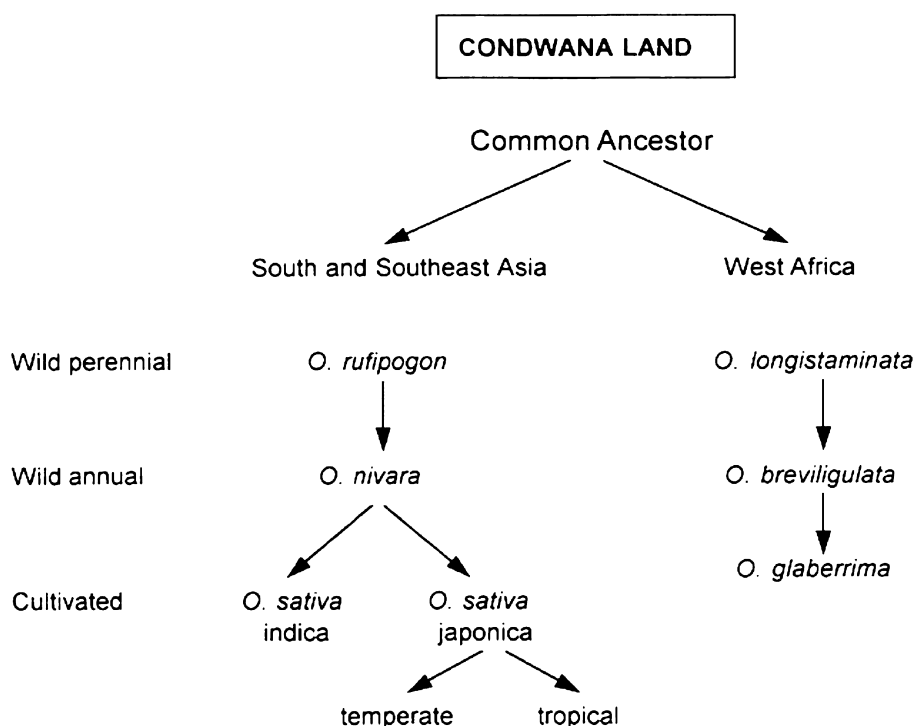 CONDWANA LAND
Common Ancestor
South and Southeast Asia West Africa
Wild perennial O. rufipogon O. longistaminata
Wild annual O. nivara O. breviligulata
O. glaberrima
Cultivated O. sativa O. sativa
indica japonica
temperate tropical